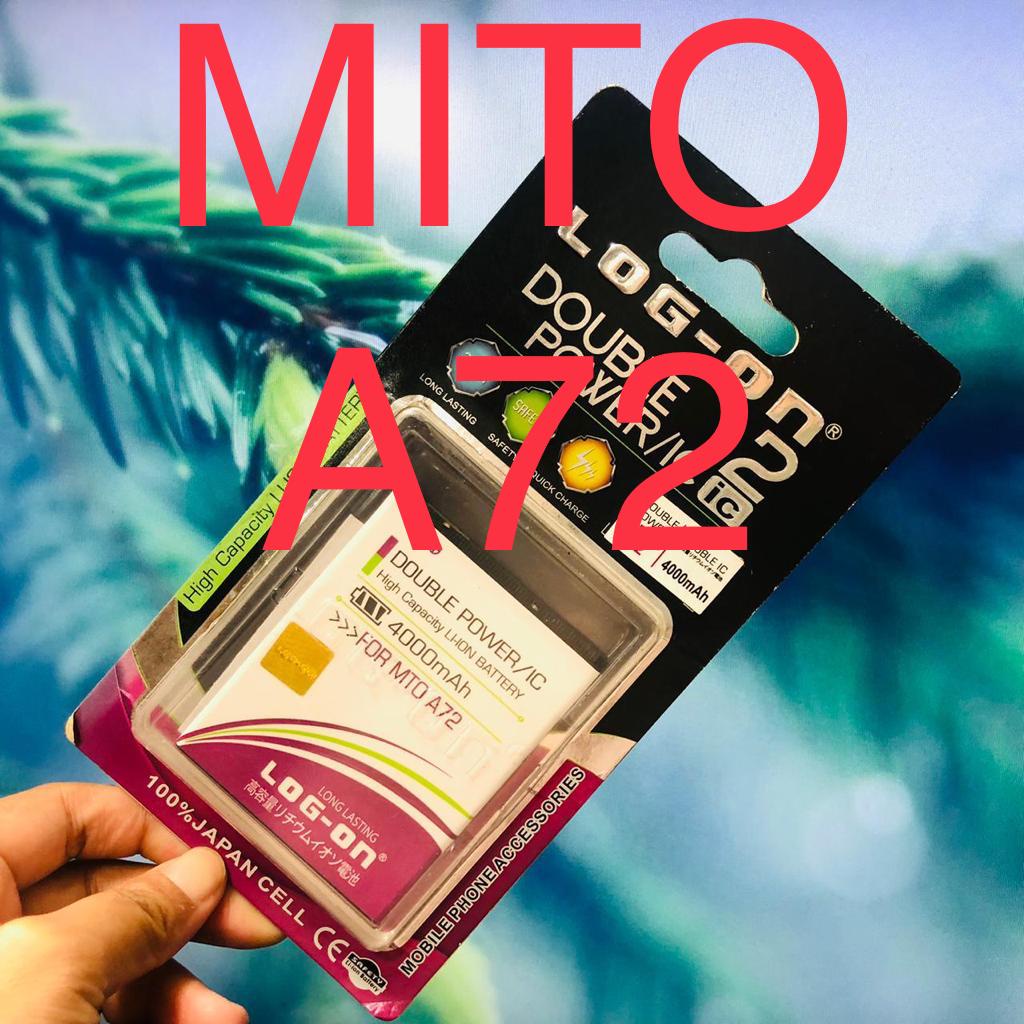 MITO
A72
LOG-On®
DOUBLE
POWER/IC
2
ic
LONG LASTING
SAFETY
QUICK CHARGE
4000mAh
High Capacity
DOUBLE POWER/IC
High Capacity LI-ION BATTERY
4000mAh
>>>FOR MTO A72
LONG LASTING
LOG-On®
高容量リチウムイオン電池
100%JAPAN CELL
CE
SAFETY
MOBILE PHONE ACCESSORIES